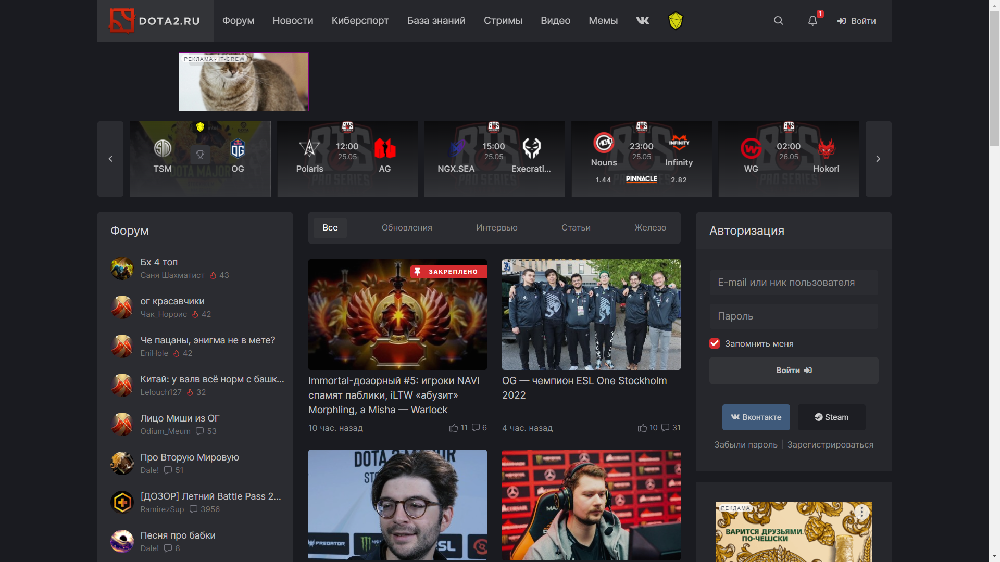 DOTA2.RU
Форум
Новости
Киберспорт
База знаний
Стримы
Видео
Мемы
1
Войти
РЕКЛАМА • IT-CREW
TSM
OG
12:00
25.05
Polaris
AG
15:00
25.05
NGX.SEA
Execrati...
23:00
25.05
Nouns
INFINITY
Infinity
1.44
PINNACLE
2.82
02:00
26.05
WG
Hokori
Форум
Бх 4 топ
Саня Шахматист 43
ог красавчики
Чак_Норрис 42
Че пацаны, энигма не в мете?
EniHole 42
Китай: у валв всё норм с башк...
Lelouch127 32
Лицо Миши из ОГ
Odium_Meum 53
Про Вторую Мировую
Dale! 51
[ДОЗОР] Летний Battle Pass 2...
RamirezSup 3956
Песня про бабки
Dale! 8
Все
Обновления
Интервью
Статьи
Железо
ЗАКРЕПЛЕНО
Immortal-дозорный #5: игроки NAVI
спамят паблики, iLTW «абузит»
Morphling, а Misha — Warlock
10 час. назад 11 6
OG — чемпион ESL One Stockholm
2022
4 час. назад 10 31
DOTA 2 MAJOR
PREDATOR
ESL
Авторизация
E-mail или ник пользователя
Пароль
Запомнить меня
Войти
Вконтакте
Steam
Забыли пароль | Зарегистрироваться
РЕКЛАМА
ВАРИТСЯ ДРУЗЬЯМИ.
ПО-ЧЕШСКИ